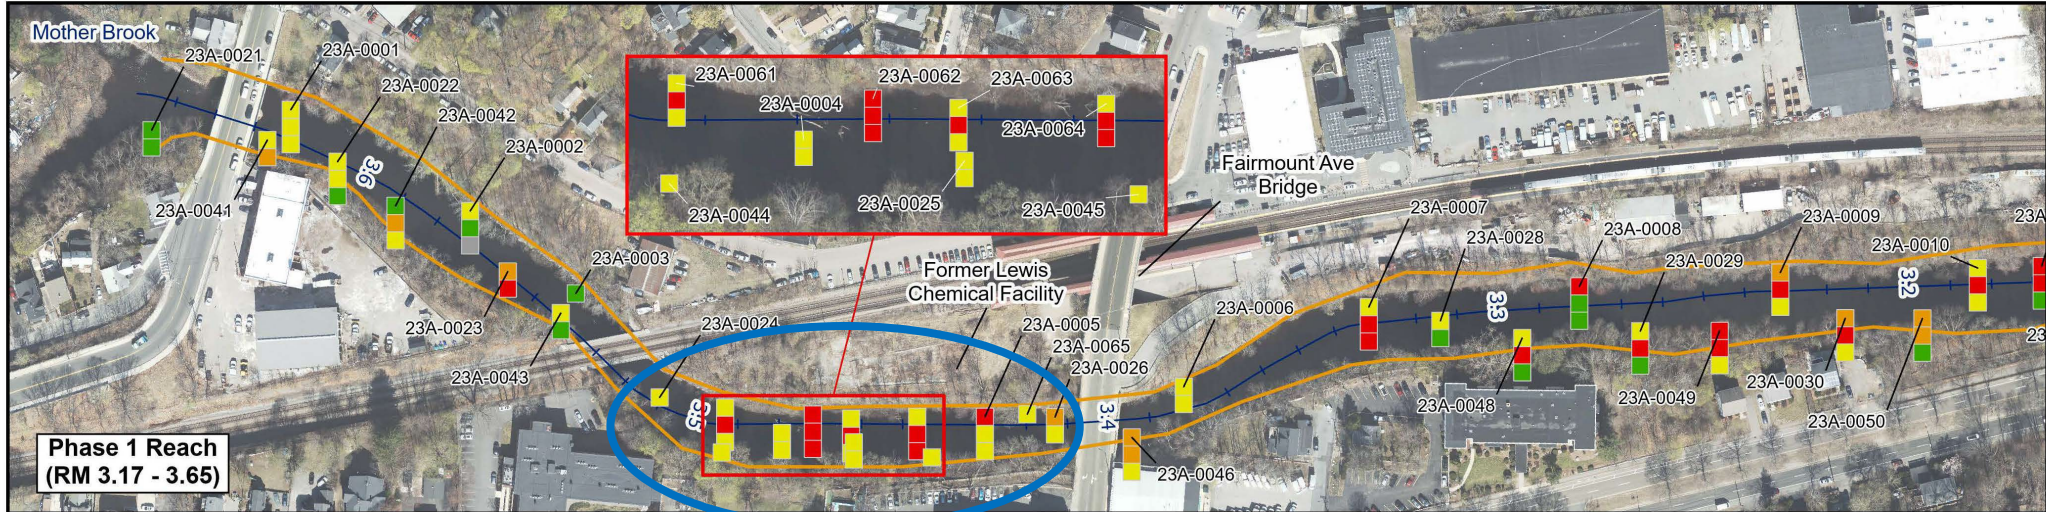 Mother Brook
23A-0021
23A-0001
23A-0022
23A-0042
23A-0002
23A-0041
3.6
23A-0003
23A-0023
23A-0043
23A-0024
23A-0061
23A-0062
23A-0063
23A-0004
23A-0064
23A-0044
23A-0025
23A-0045
Fairmount Ave
Bridge
Former Lewis
Chemical Facility
23A-0005
23A-0065
23A-0026
3.5
3.4
23A-0046
23A-0006
23A-0007
23A-0028
23A-0008
23A-0029
23A-0009
23A-0010
23A
3.3
3.2
23A-0048
23A-0049
23A-0030
23A-0050
23
Phase 1 Reach
(RM 3.17 - 3.65)